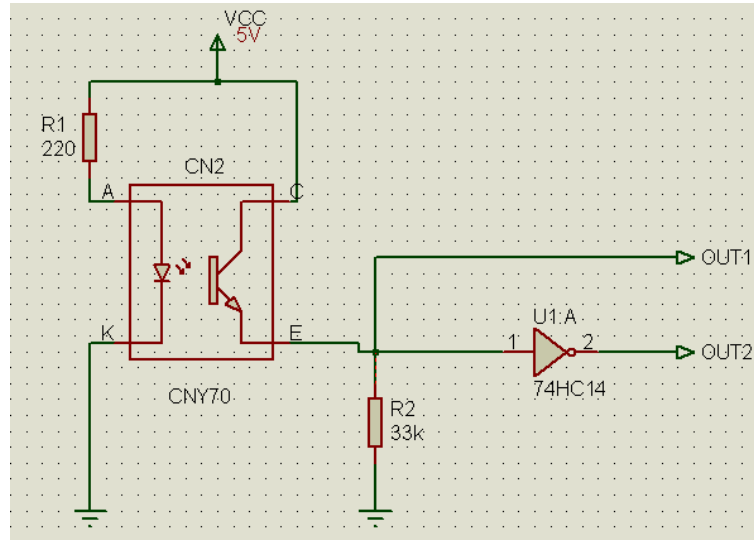 VCC
5V
R1
220
CN2
A
C
K
E
CNY70
OUT1
U1:A
1
2
OUT2
74HC14
R2
33k